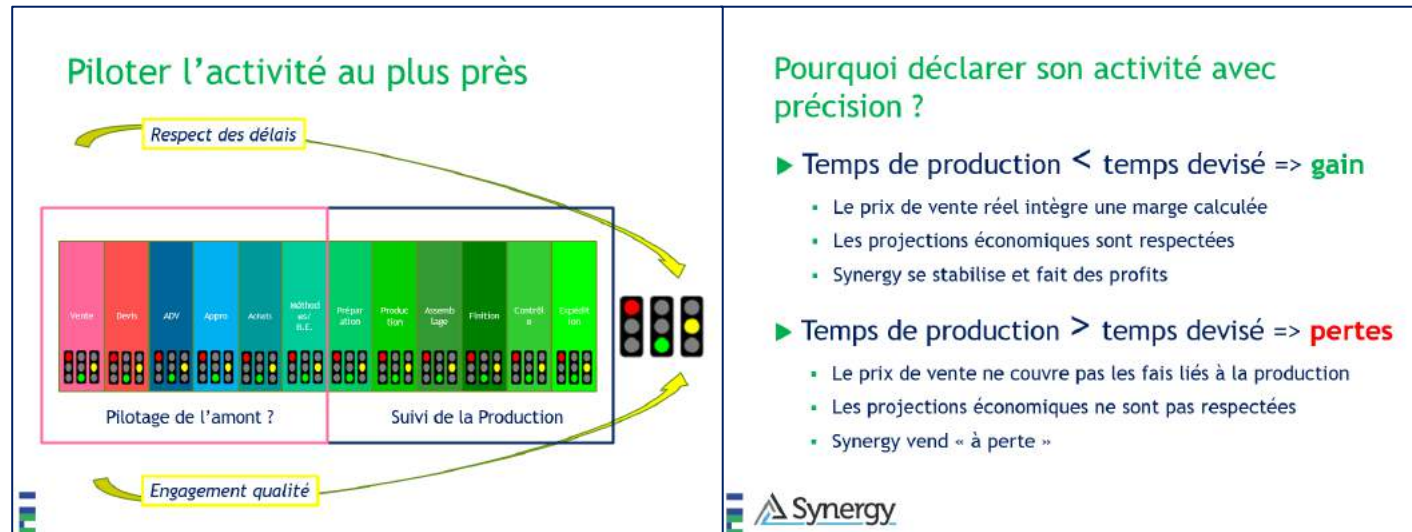 Piloter l'activité au plus près
Respect des délais
Vente
Devis
ADV
Appro
Achats
Méthod
es/
B.E.
Prépar
ation
Produc
tion
Assemb
lage
Finition
Contrôl
e
Expédit
ion
Pilotage de l'amont ?
Suivi de la Production
Engagement qualité
Pourquoi déclarer son activité avec
précision ?
Temps de production < temps devisé => gain
Le prix de vente réel intègre une marge calculée
Les projections économiques sont respectées
Synergy se stabilise et fait des profits
Temps de production > temps devisé => pertes
Le prix de vente ne couvre pas les fais liés à la production
Les projections économiques ne sont pas respectées
Synergy vend « à perte »
Synergy